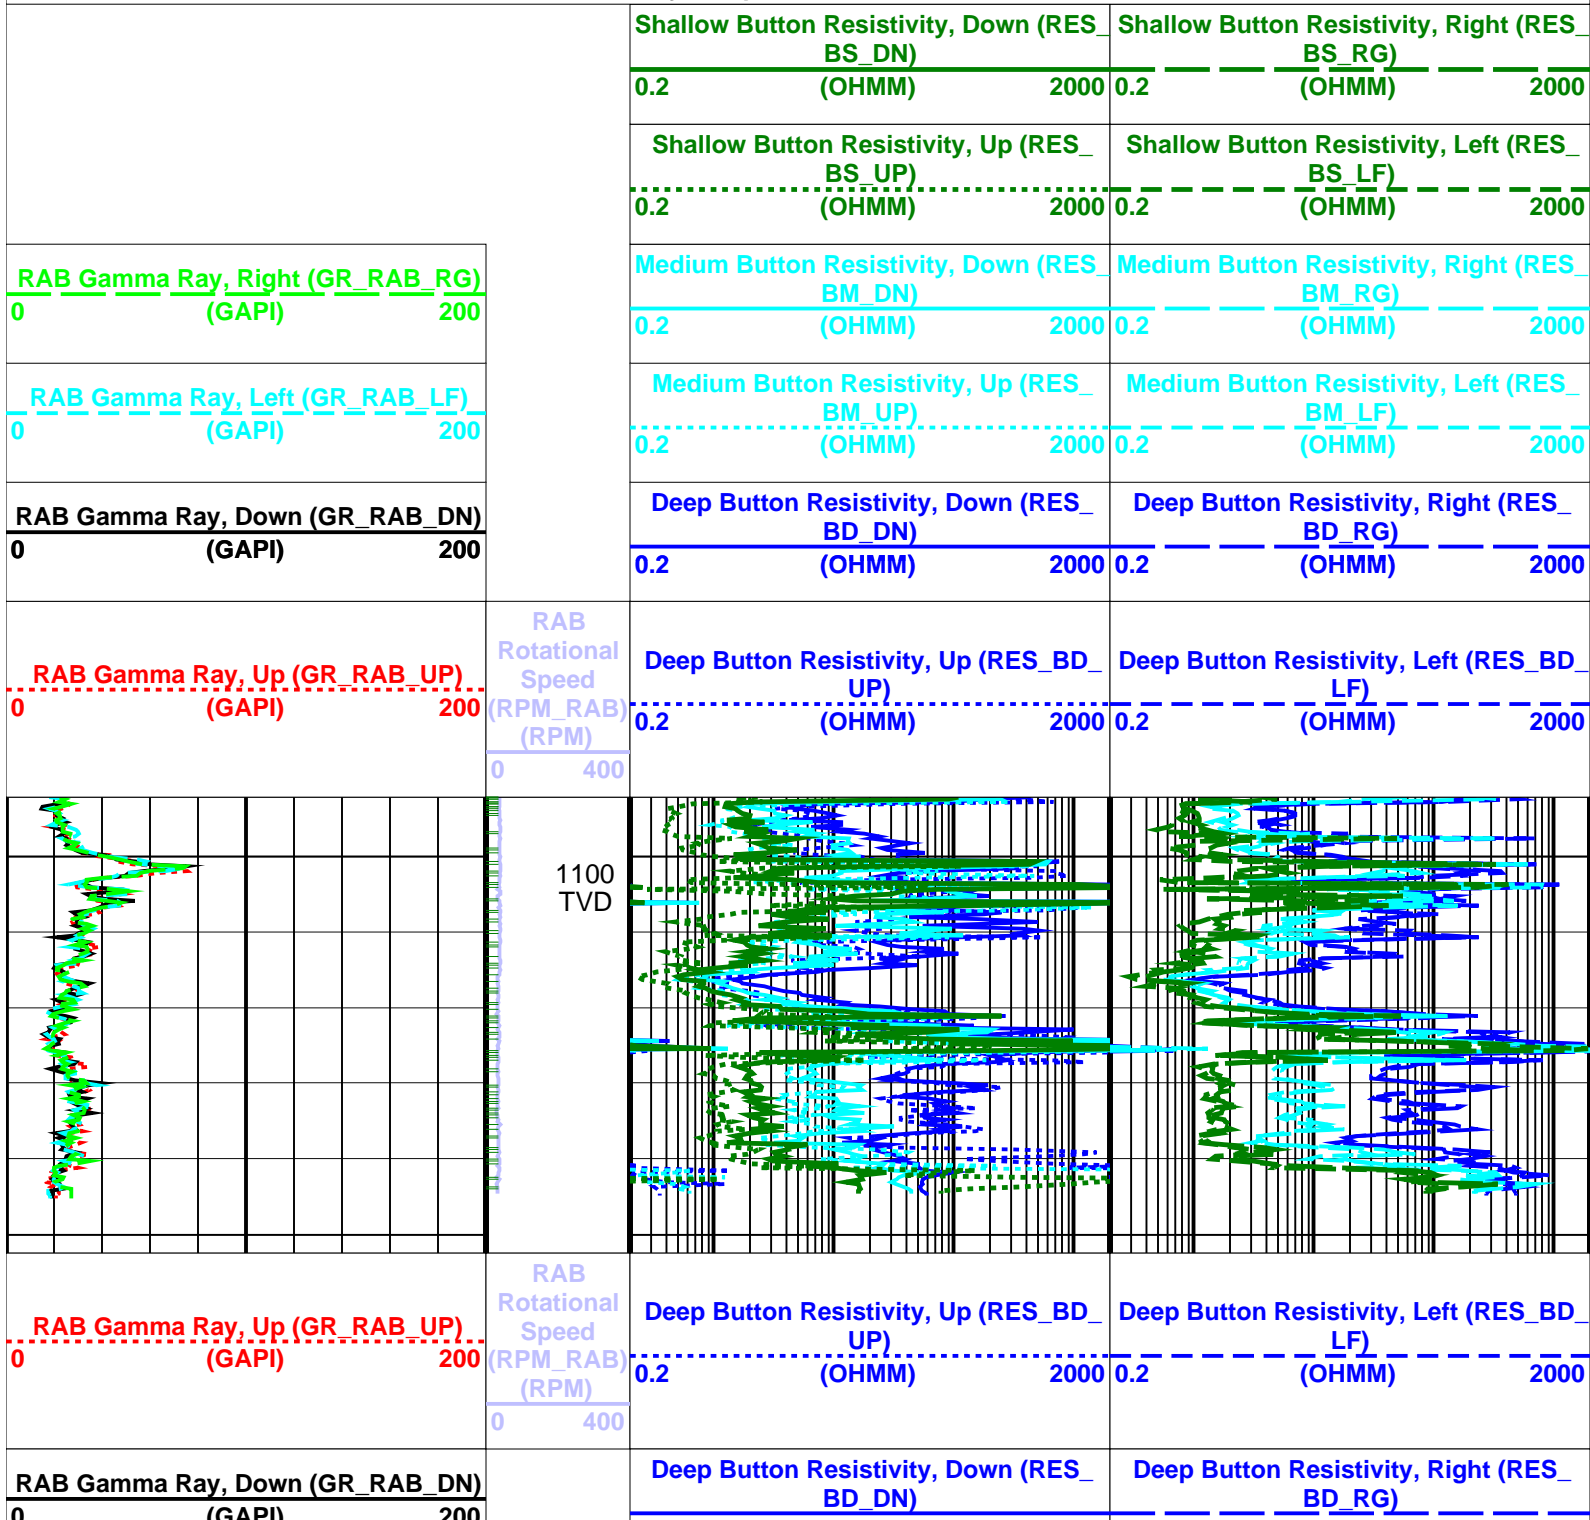 Shallow Button Resistivity, Down (RES_
BS_DN)
0.2 (OHMM) 2000
Shallow Button Resistivity, Right (RES_
BS_RG)
0.2 (OHMM) 2000
Shallow Button Resistivity, Up (RES_
BS_UP)
0.2 (OHMM) 2000
Shallow Button Resistivity, Left (RES_
BS_LF)
0.2 (OHMM) 2000
RAB Gamma Ray, Right (GR_RAB_RG)
0 (GAPI) 200
Medium Button Resistivity, Down (RES_
BM_DN)
0.2 (OHMM) 2000
Medium Button Resistivity, Right (RES_
BM_RG)
0.2 (OHMM) 2000
RAB Gamma Ray, Left (GR_RAB_LF)
0 (GAPI) 200
Medium Button Resistivity, Up (RES_
BM_UP)
0.2 (OHMM) 2000
Medium Button Resistivity, Left (RES_
BM_LF)
0.2 (OHMM) 2000
RAB Gamma Ray, Down (GR_RAB_DN)
0 (GAPI) 200
Deep Button Resistivity, Down (RES_
BD_DN)
0.2 (OHMM) 2000
Deep Button Resistivity, Right (RES_
BD_RG)
0.2 (OHMM) 2000
RAB Gamma Ray, Up (GR_RAB_UP)
0 (GAPI) 200
RAB
Rotational
Speed
(RPM_RAB)
(RPM)
0 400
Deep Button Resistivity, Up (RES_BD_
UP)
0.2 (OHMM) 2000
Deep Button Resistivity, Left (RES_BD_
LF)
0.2 (OHMM) 2000
1100
TVD
RAB Gamma Ray, Up (GR_RAB_UP)
0 (GAPI) 200
RAB
Rotational
Speed
(RPM_RAB)
(RPM)
0 400
Deep Button Resistivity, Up (RES_BD_
UP)
0.2 (OHMM) 2000
Deep Button Resistivity, Left (RES_BD_
LF)
0.2 (OHMM) 2000
RAB Gamma Ray, Down (GR_RAB_DN)
0 (GAPI) 200
Deep Button Resistivity, Down (RES_
BD_DN)
Deep Button Resistivity, Right (RES_
BD_RG)